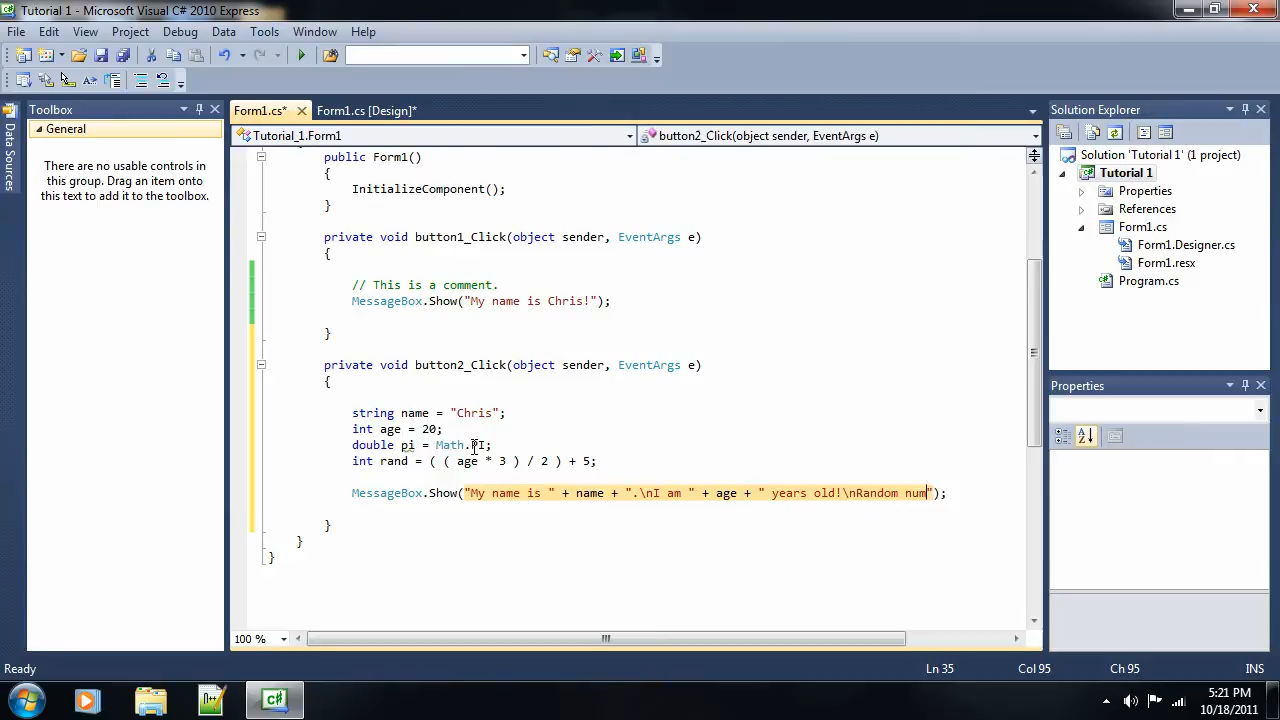 Tutorial 1 - Microsoft Visual C# 2010 Express
File Edit View Project Debug Data Tools Window Help
Toolbox
General
There are no usable controls in
this group. Drag an item onto
this text to add it to the toolbox.
Data Sources
Form1.cs* Form1.cs [Design]*
Tutorial_1.Form1 button2_Click(object sender, EventArgs e)
public Form1()
{
InitializeComponent();
}
private void button1_Click(object sender, EventArgs e)
{
// This is a comment.
MessageBox.Show("My name is Chris!");
}
private void button2_Click(object sender, EventArgs e)
{
string name = "Chris";
int age = 20;
double pi = Math.PI;
int rand = ( ( age * 3 ) / 2 ) + 5;
MessageBox.Show("My name is " + name + ".\nI am " + age + " years old!\nRandom num");
}
}
}
100 %
Solution Explorer
Solution 'Tutorial 1' (1 project)
Tutorial 1
Properties
References
Form1.cs
Form1.Designer.cs
Form1.resx
Program.cs
Properties
Ready Ln 35 Col 95 Ch 95 INS
N++ C#
5:21 PM
10/18/2011